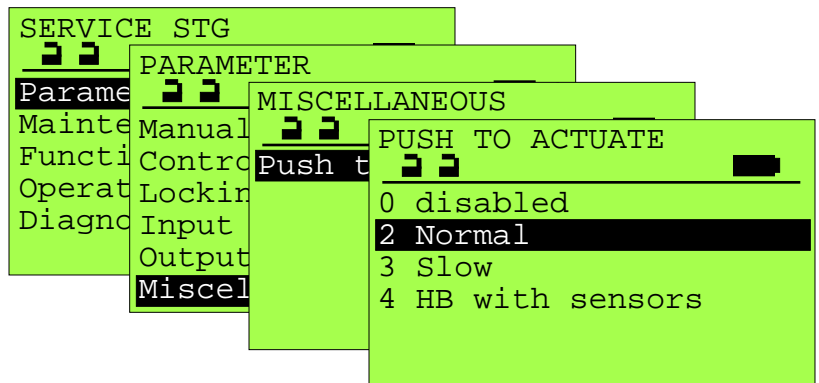 SERVICE STG
Parame
Mainte
Functi
Operat
Diagno
PARAMETER
Manual
Contro
Lockin
Input
Output
Miscel
MISCELLANEOUS
Push t
PUSH TO ACTUATE
0 disabled
2 Normal
3 Slow
4 HB with sensors